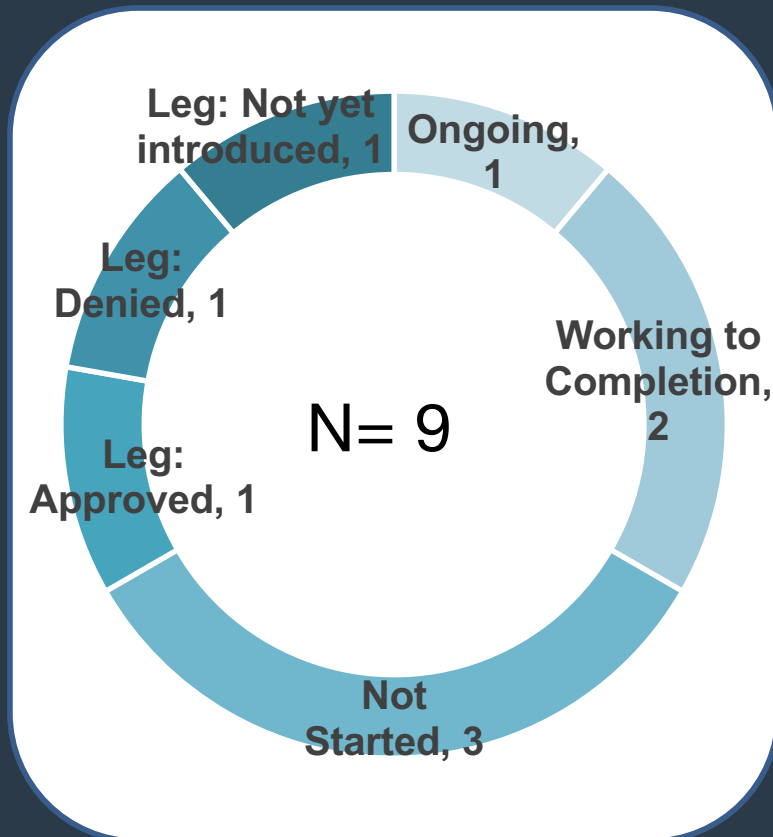 Leg: Not yet
introduced, 1
Ongoing,
1
Leg:
Denied, 1
Working to
Completion,
2
N= 9
Leg:
Approved, 1
Not
Started, 3